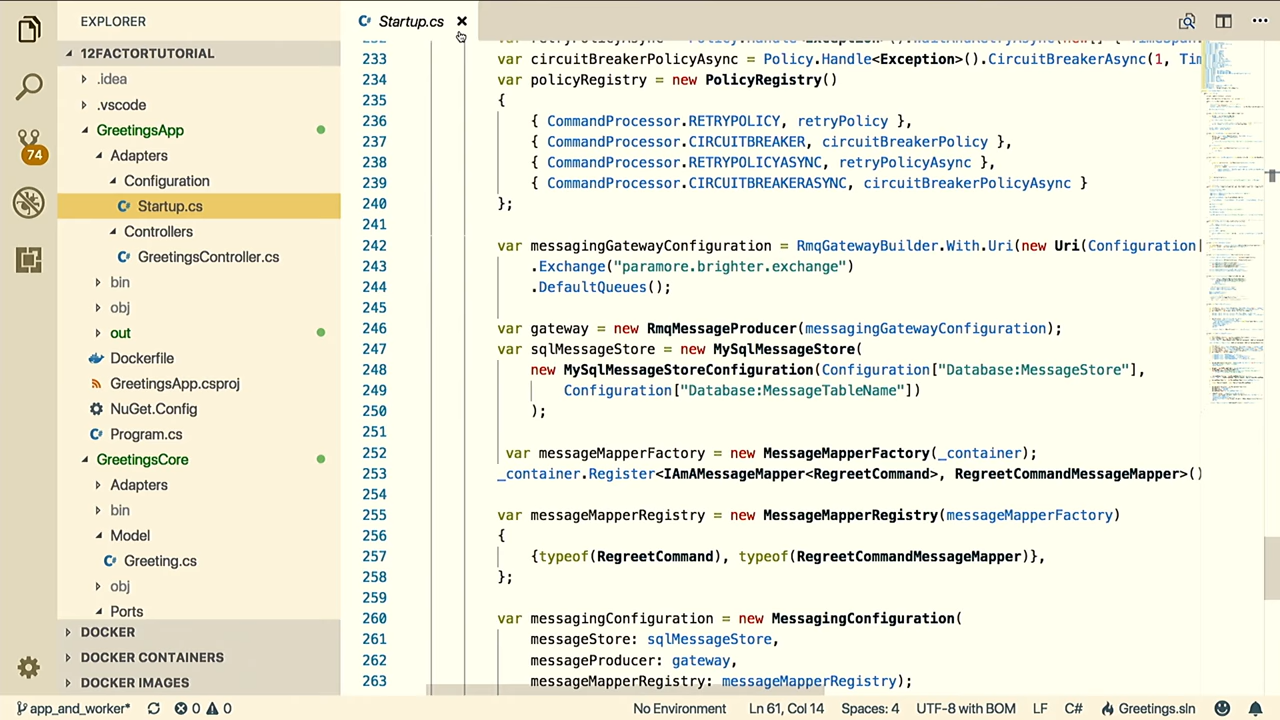 EXPLORER
12FACTORTUTORIAL
.idea
.vscode
GreetingsApp
Adapters
Configuration
Startup.cs
Controllers
GreetingsController.cs
obj
out
Dockerfile
GreetingsApp.csproj
NuGet.Config
Program.cs
GreetingsCore
Adapters
bin
Model
Greeting.cs
obj
Ports
DOCKER
DOCKER CONTAINERS
DOCKER IMAGES
74
Startup.cs
233 var circuitBreakerPolicyAsync = Policy.Handle<Exception>().CircuitBreakerAsync(1, Tim
234 var policyRegistry = new PolicyRegistry()
235 {
236 CommandProcessor.RETRYPOLICY, retryPolicy },
237 CommandProcessor.CIRCUITBREAKER, circuitBreakerPolicy },
238 CommandProcessor.RETRYPOLICYASYNC, retryPolicyAsync },
239 CommandProcessor.CIRCUITBREAKERASYNC, circuitBreakerPolicyAsync }
240 };
241
242 var messagingGatewayConfiguration = RmqGatewayBuilder.With.Uri(new Uri(Configuration[
243 Exchange("paramore.brighter.exchange")
244 DefaultQueues();
245
246 var gateway = new RmqMessageProducer(messagingGatewayConfiguration);
247 var sqlMessageStore = new MySqlMessageStore(
248 MySqlMessageStoreConfiguration(Configuration["Database:MessageStore"],
249 Configuration["Database:MessageTableName"])
250 );
251
252 var messageMapperFactory = new MessageMapperFactory(_container);
253 _container.Register<IAmAMessageMapper<RegreetCommand>, RegreetCommandMessageMapper>()
254
255 var messageMapperRegistry = new MessageMapperRegistry(messageMapperFactory)
256 {
257 {typeof(RegreetCommand), typeof(RegreetCommandMessageMapper)},
258 };
259
260 var messagingConfiguration = new MessagingConfiguration(
261 messageStore: sqlMessageStore,
262 messageProducer: gateway,
263 messageMapperRegistry: messageMapperRegistry);
app_and_worker* 0 0 No Environment Ln 61, Col 14 Spaces: 4 UTF-8 with BOM LF C# Greetings.sln